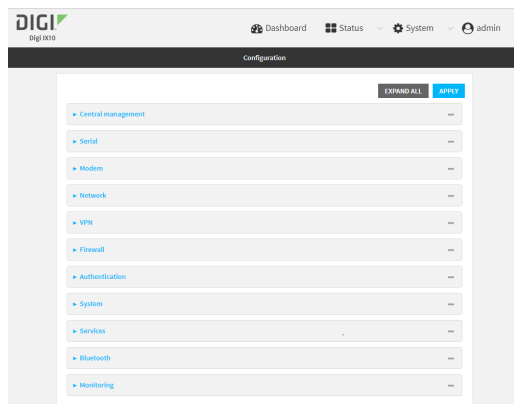 DIGI
Dashboard Status System admin
Digi IX10
Configuration
EXPAND ALL APPLY
Central management
Serial
Modem
Network
VPN
Firewall
Authentication
System
Services
Bluetooth
Monitoring